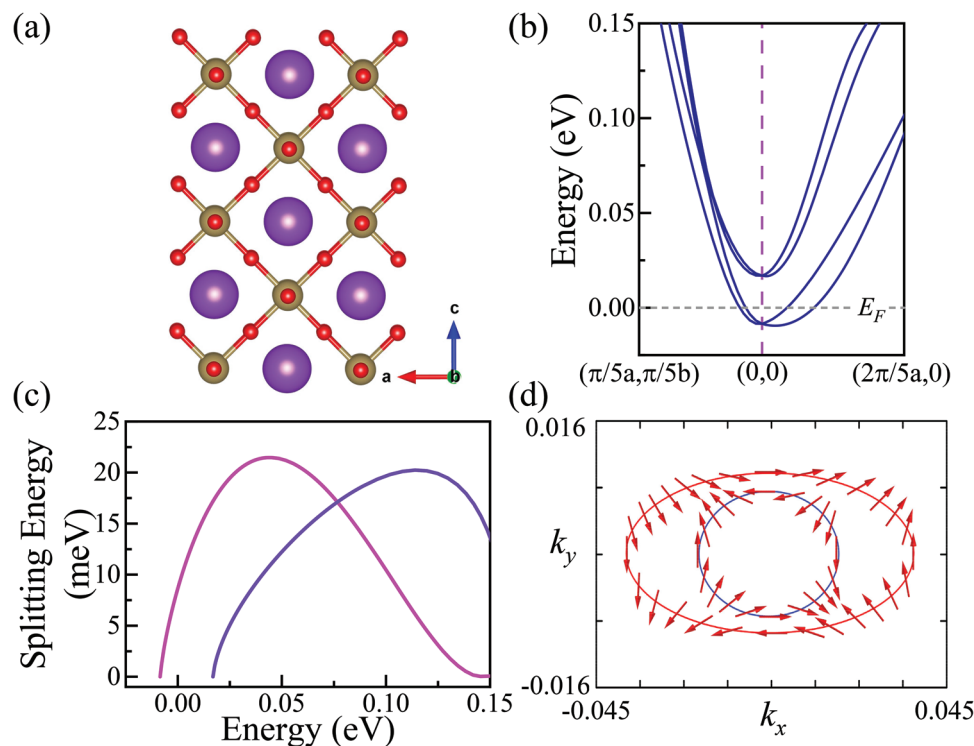 (a)
c
a
b
(b)
Energy (eV)
0.15
0.10
0.05
0.00
E_F
(π/5a,π/5b)
(0,0)
(2π/5a,0)
(c)
Splitting Energy
(meV)
25
20
15
10
5
0
0.00
0.05
0.10
0.15
Energy (eV)
(d)
0.016
k_y
-0.016
-0.045
k_x
0.045